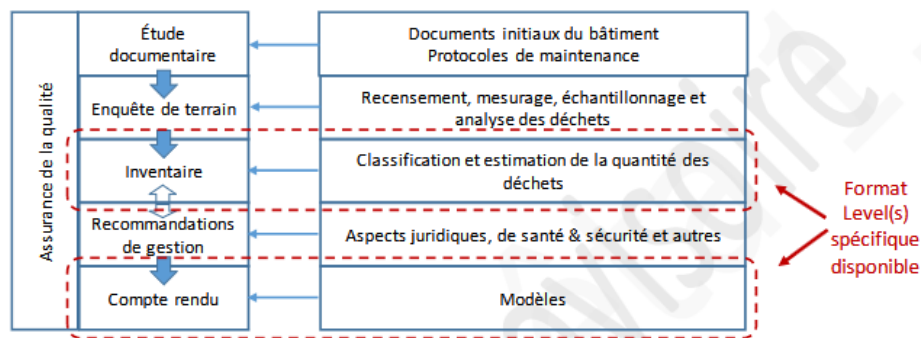 Assurance de la qualité
Étude
documentaire
Documents initiaux du bâtiment
Protocoles de maintenance
Enquête de terrain
Recensement, mesurage, échantillonnage et
analyse des déchets
Inventaire
Classification et estimation de la quantité des
déchets
Recommandations
de gestion
Aspects juridiques, de santé & sécurité et autres
Compte rendu
Modèles
Format
Level(s)
spécifique
disponible